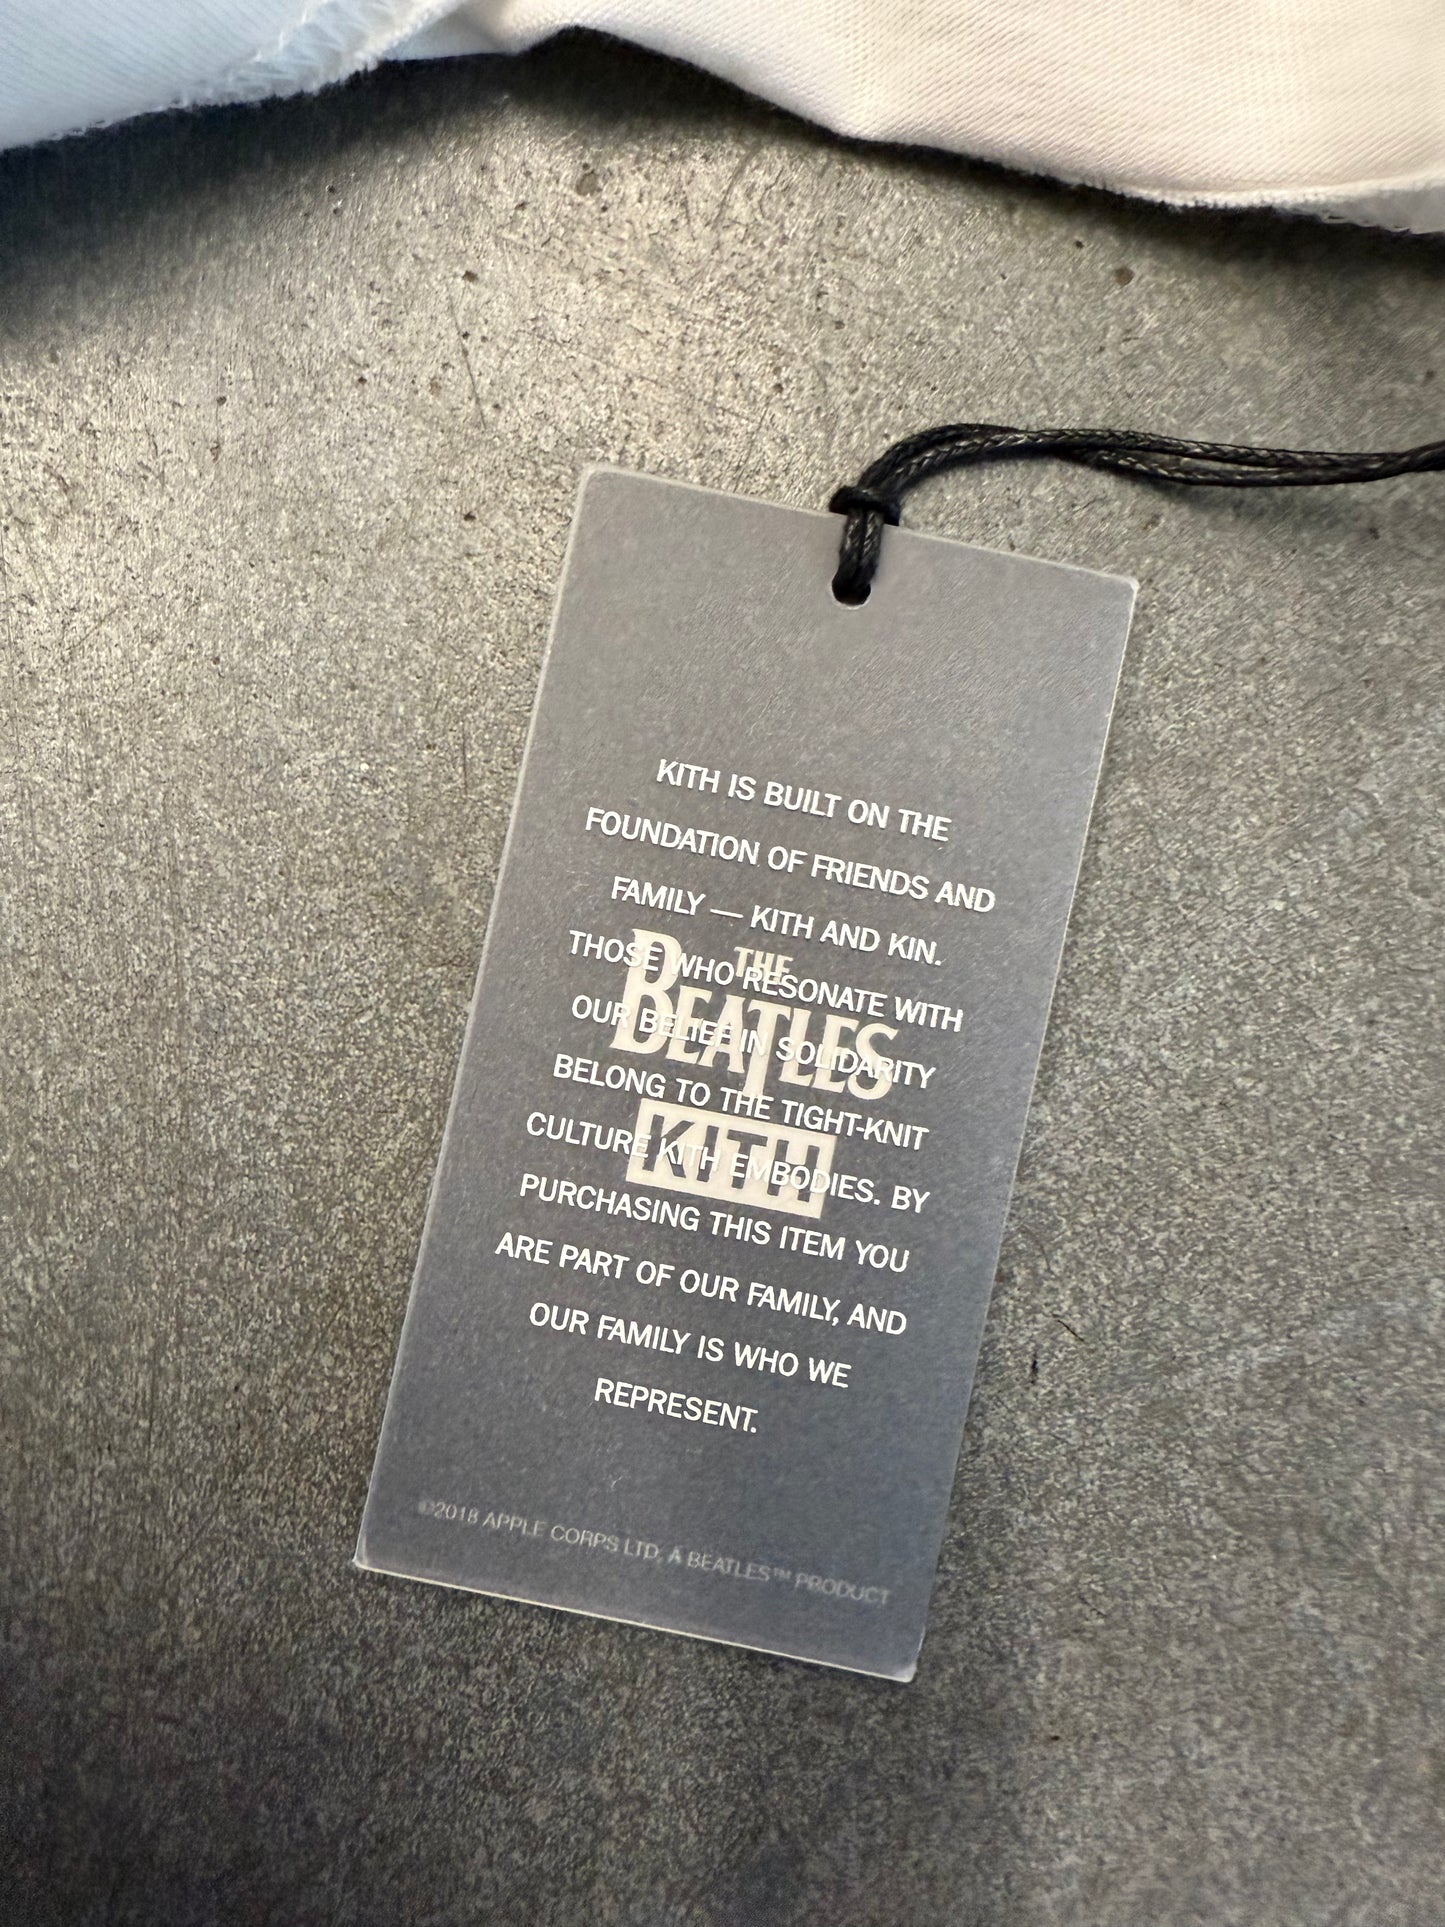 KITH IS BUILT ON THE
FOUNDATION OF FRIENDS AND
FAMILY — KITH AND KIN.
THOSE WHO RESONATE WITH
OUR BELIEF IN SOLIDARITY
BELONG TO THE TIGHT-KNIT
CULTURE KITH EMBODIES. BY
PURCHASING THIS ITEM YOU
ARE PART OF OUR FAMILY, AND
OUR FAMILY IS WHO WE
REPRESENT.
THE
BEATLES
KITH
©2018 APPLE CORPS LTD. A BEATLES™ PRODUCT